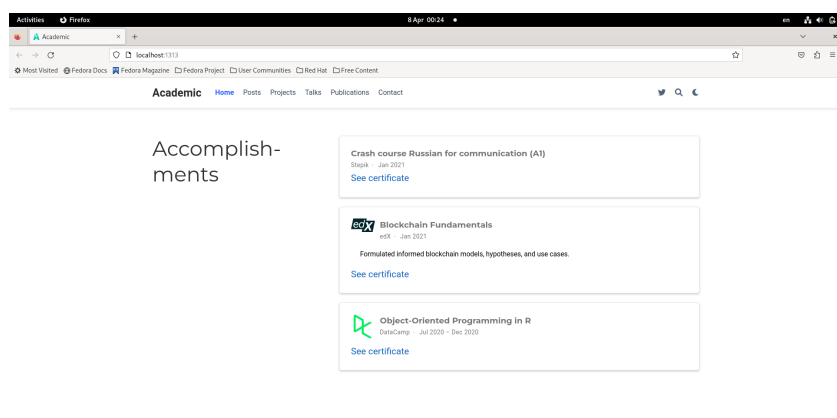 Activities Firefox 8 Apr 00:24 en
Academic × +
localhost:1313
Most Visited Fedora Docs Fedora Magazine Fedora Project User Communities Red Hat Free Content
Academic Home Posts Projects Talks Publications Contact
Accomplish-
ments
Crash course Russian for communication (A1)
Stepik · Jan 2021
See certificate
edX Blockchain Fundamentals
edX · Jan 2021
Formulated informed blockchain models, hypotheses, and use cases.
See certificate
Object-Oriented Programming in R
DataCamp · Jul 2020 – Dec 2020
See certificate